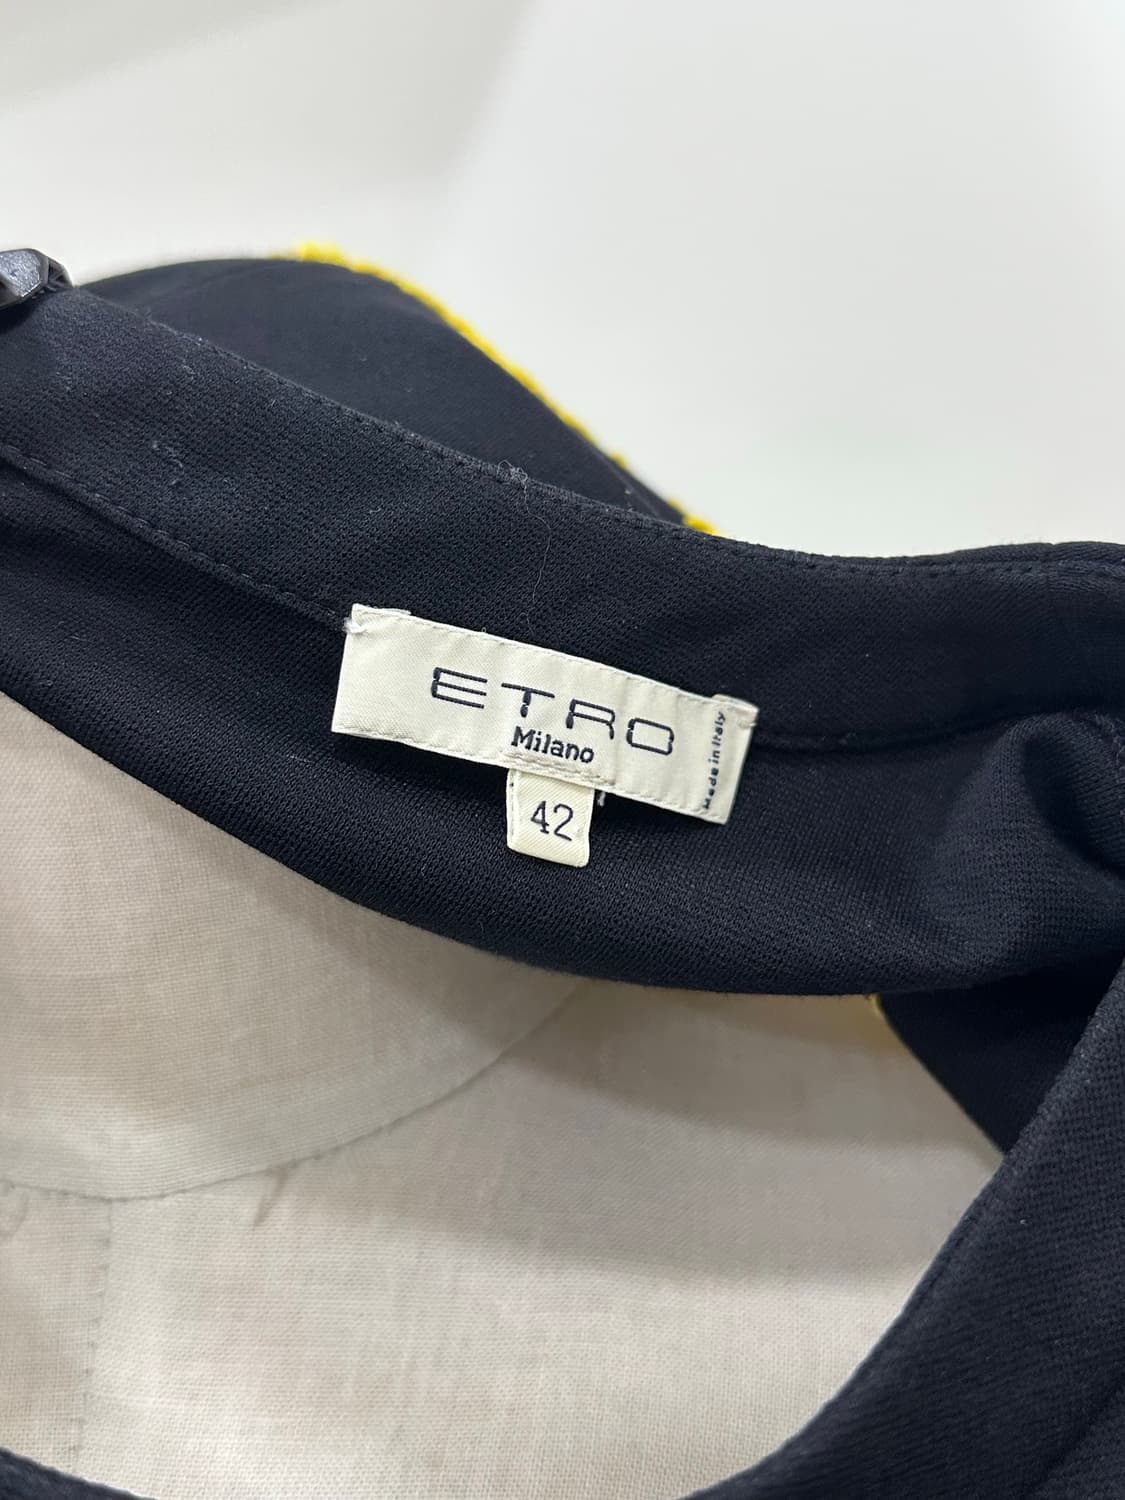 ETRO
Milano
Made in Italy
42